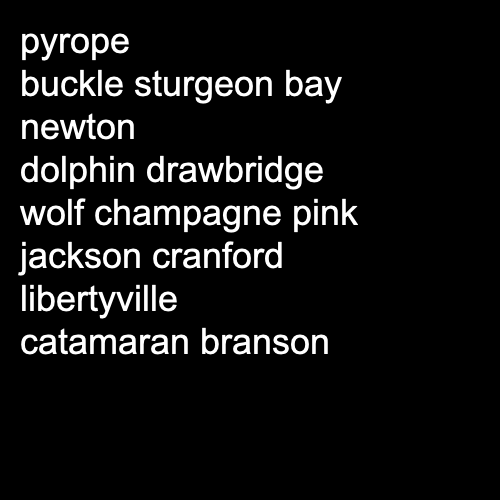 pyrope
buckle sturgeon bay
newton
dolphin drawbridge
wolf champagne pink
jackson cranford
libertyville
catamaran branson